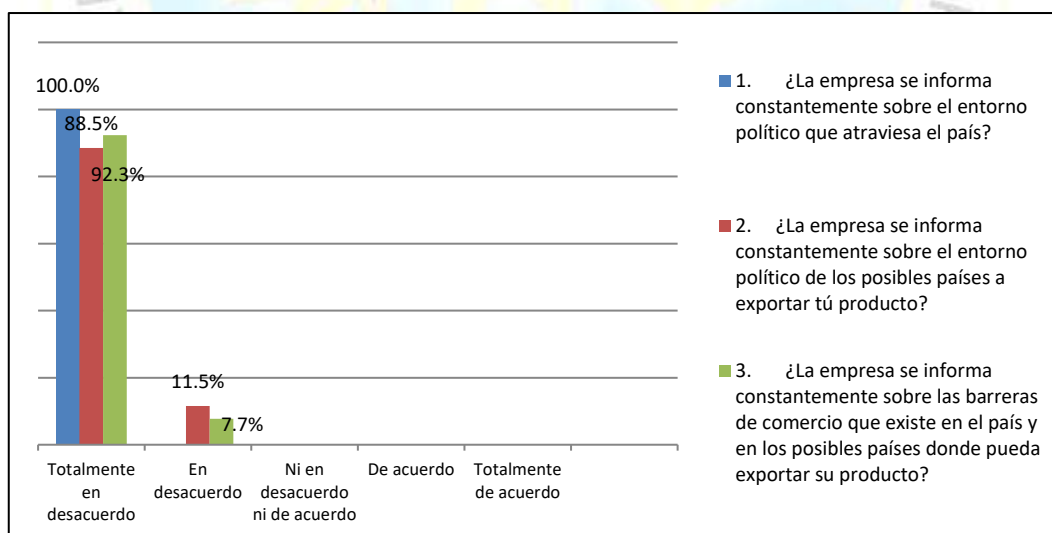 100.0%
88.5%
92.3%
11.5%
7.7%
Totalmente
en
desacuerdo
En
desacuerdo
Ni en
desacuerdo
ni de acuerdo
De acuerdo
Totalmente
de acuerdo
1. ¿La empresa se informa
constantemente sobre el entorno
político que atraviesa el país?
2. ¿La empresa se informa
constantemente sobre el entorno
político de los posibles países a
exportar tú producto?
3. ¿La empresa se informa
constantemente sobre las barreras
de comercio que existe en el país y
en los posibles países donde pueda
exportar su producto?